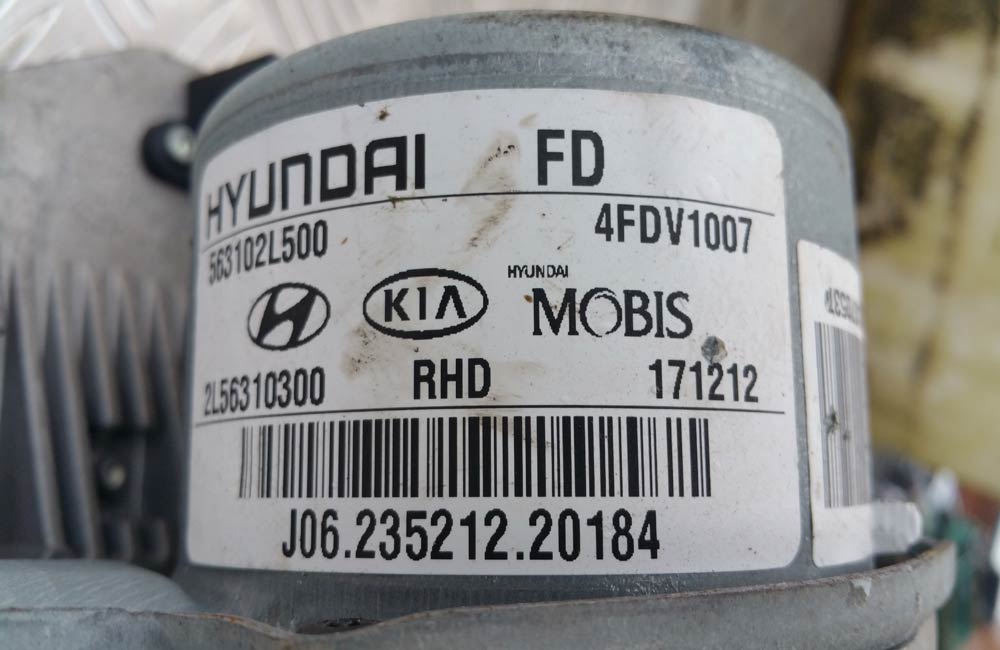 HYUNDAI FD
563102L500 4FDV1007
KIA HYUNDAI MOBIS
2L56310300 RHD 171212
J06.235212.20184